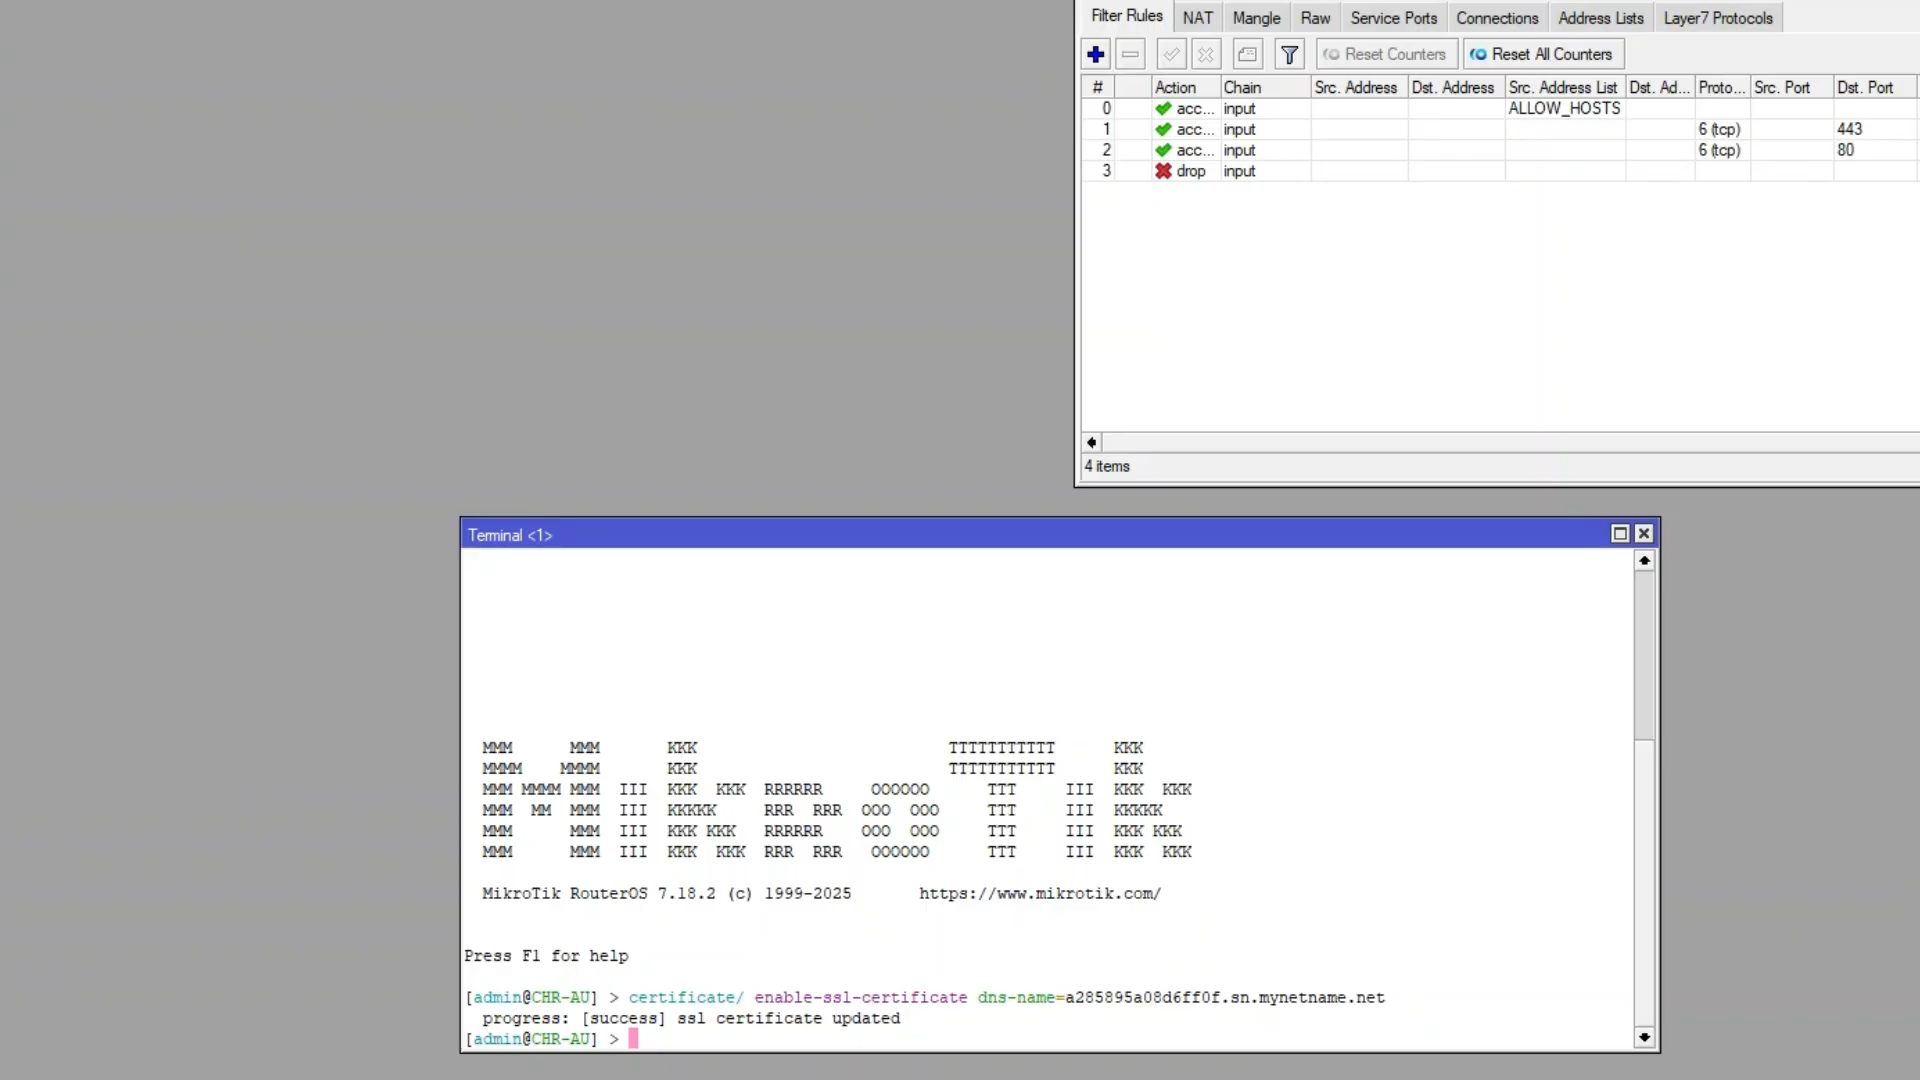 Filter Rules NAT Mangle Raw Service Ports Connections Address Lists Layer7 Protocols
Reset Counters Reset All Counters
# Action Chain Src. Address Dst. Address Src. Address List Dst. Ad... Proto... Src. Port Dst. Port
0 acc... input ALLOW_HOSTS
1 acc... input 6 (tcp) 443
2 acc... input 6 (tcp) 80
3 drop input
4 items
Terminal <1>
MMM      MMM       KKK                          TTTTTTTTTTT      KKK
MMMM    MMMM       KKK                          TTTTTTTTTTT      KKK
MMM MMMM MMM  III  KKK  KKK  RRRRRR     OOOOOO      TTT     III  KKK  KKK
MMM  MM  MMM  III  KKKKK     RRR  RRR  OOO  OOO     TTT     III  KKKKK
MMM      MMM  III  KKK KKK   RRRRRR    OOO  OOO     TTT     III  KKK KKK
MMM      MMM  III  KKK  KKK  RRR  RRR   OOOOOO      TTT     III  KKK  KKK
MikroTik RouterOS 7.18.2 (c) 1999-2025       https://www.mikrotik.com/
Press F1 for help
[admin@CHR-AU] > certificate/ enable-ssl-certificate dns-name=a285895a08d6ff0f.sn.mynetname.net
progress: [success] ssl certificate updated
[admin@CHR-AU] >